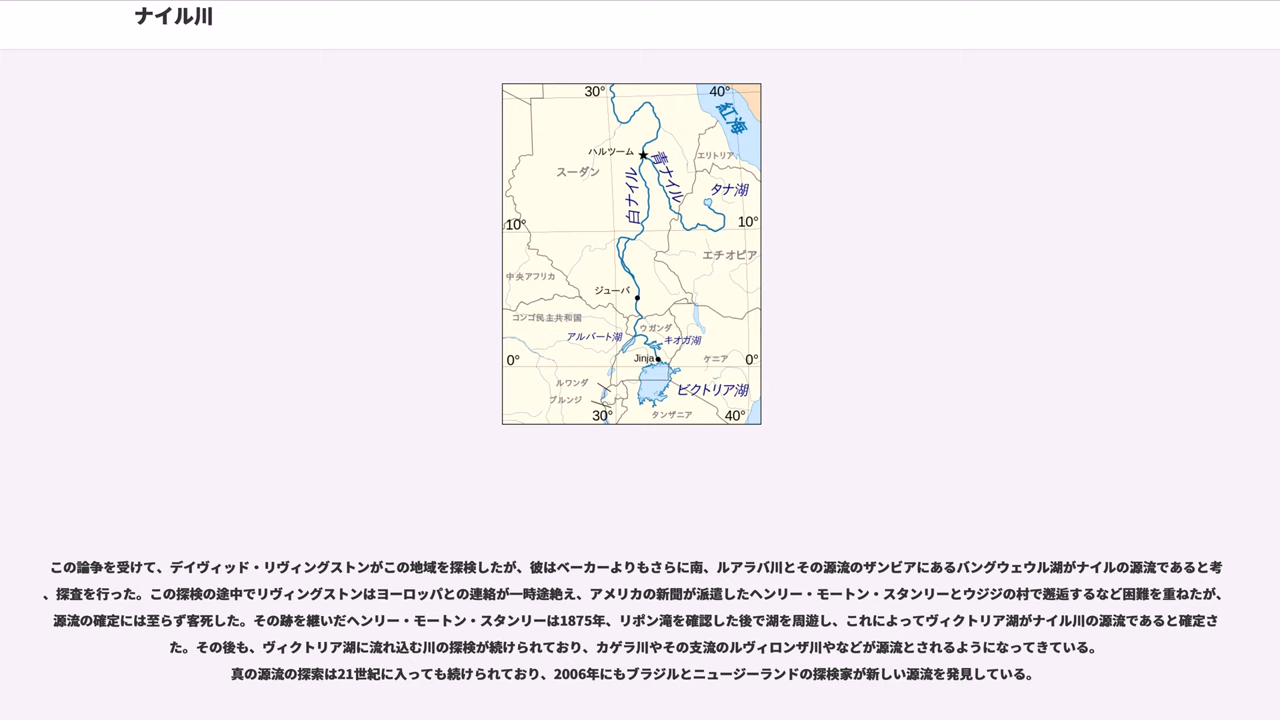 ナイル川
30°
40°
紅海
ハルツーム
青ナイル
エリトリア
スーダン
白ナイル
タナ湖
10°
10°
エチオピア
中央アフリカ
ジューバ
コンゴ民主共和国
ウガンダ
アルバート湖
キオガ湖
Jinja
0°
ケニア
0°
ルワンダ
ビクトリア湖
ブルンジ
30°
タンザニア
40°
この論争を受けて、デイヴィッド・リヴィングストンがこの地域を探検したが、彼はベーカーよりもさらに南、ルアラバ川とその源流のザンビアにあるバングウェウル湖がナイルの源流であると考
、探査を行った。この探検の途中でリヴィングストンはヨーロッパとの連絡が一時途絶え、アメリカの新聞が派遣したヘンリー・モートン・スタンリーとウジジの村で邂逅するなど困難を重ねたが、
源流の確定には至らず客死した。その跡を継いだヘンリー・モートン・スタンリーは1875年、リポン滝を確認した後で湖を周遊し、これによってヴィクトリア湖がナイル川の源流であると確定さ
た。その後も、ヴィクトリア湖に流れ込む川の探検が続けられており、カゲラ川やその支流のルヴィロンザ川やなどが源流とされるようになってきている。
真の源流の探索は21世紀に入っても続けられており、2006年にもブラジルとニュージーランドの探検家が新しい源流を発見している。